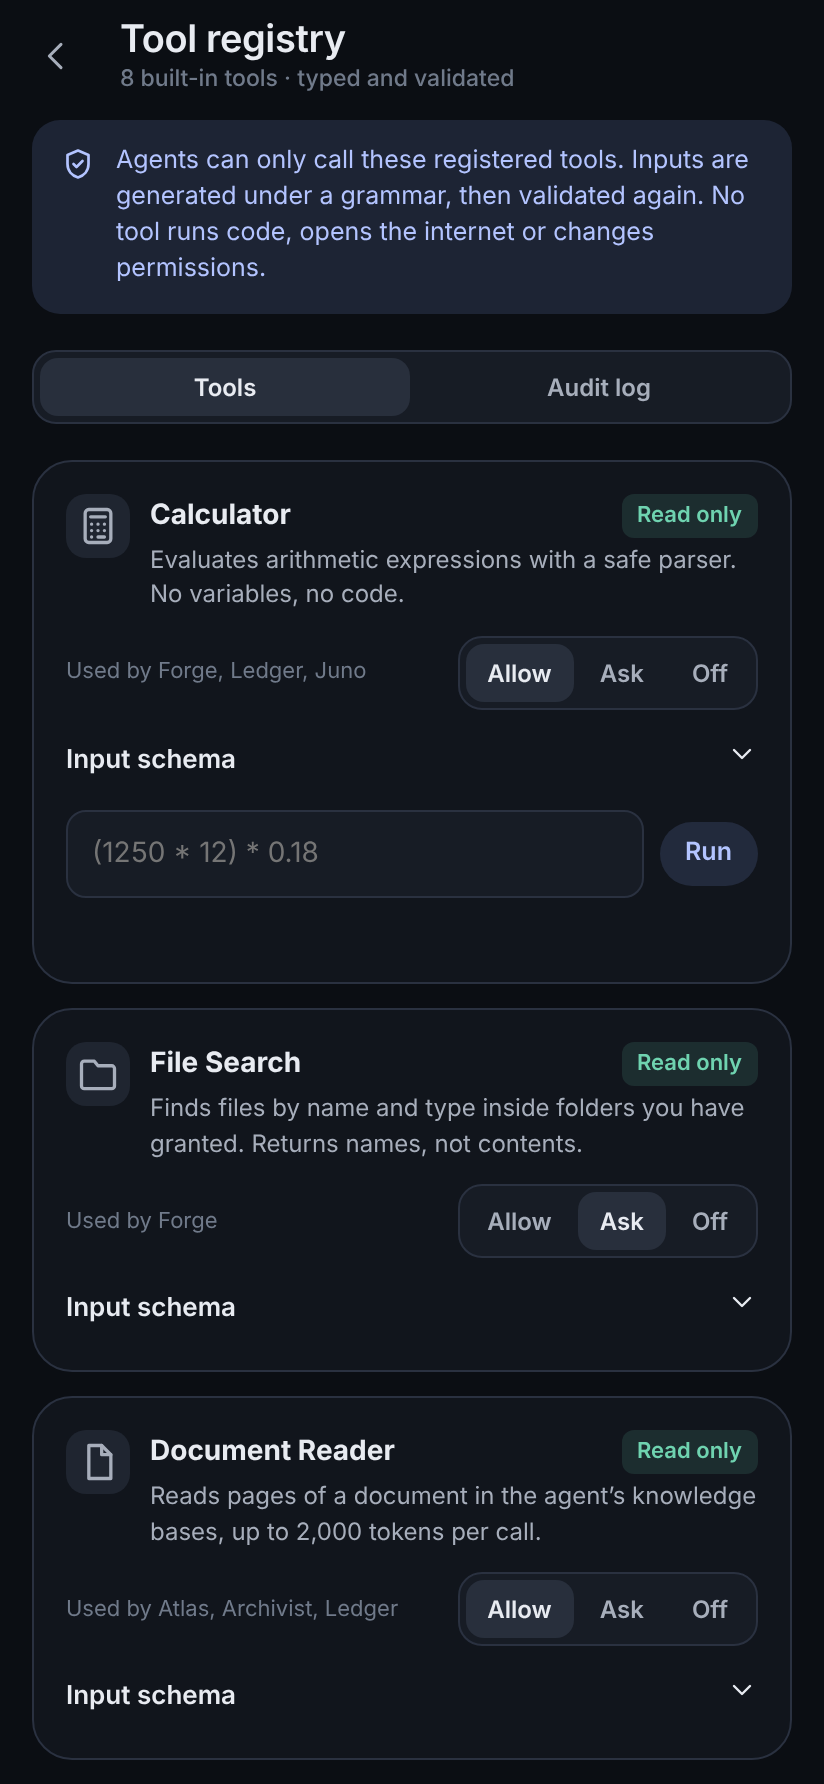 Tool registry
8 built-in tools · typed and validated
Agents can only call these registered tools. Inputs are
generated under a grammar, then validated again. No
tool runs code, opens the internet or changes
permissions.
Tools
Audit log
Calculator
Read only
Evaluates arithmetic expressions with a safe parser.
No variables, no code.
Used by Forge, Ledger, Juno
Allow
Ask
Off
Input schema
(1250 * 12) * 0.18
Run
File Search
Read only
Finds files by name and type inside folders you have
granted. Returns names, not contents.
Used by Forge
Allow
Ask
Off
Input schema
Document Reader
Read only
Reads pages of a document in the agent’s knowledge
bases, up to 2,000 tokens per call.
Used by Atlas, Archivist, Ledger
Allow
Ask
Off
Input schema